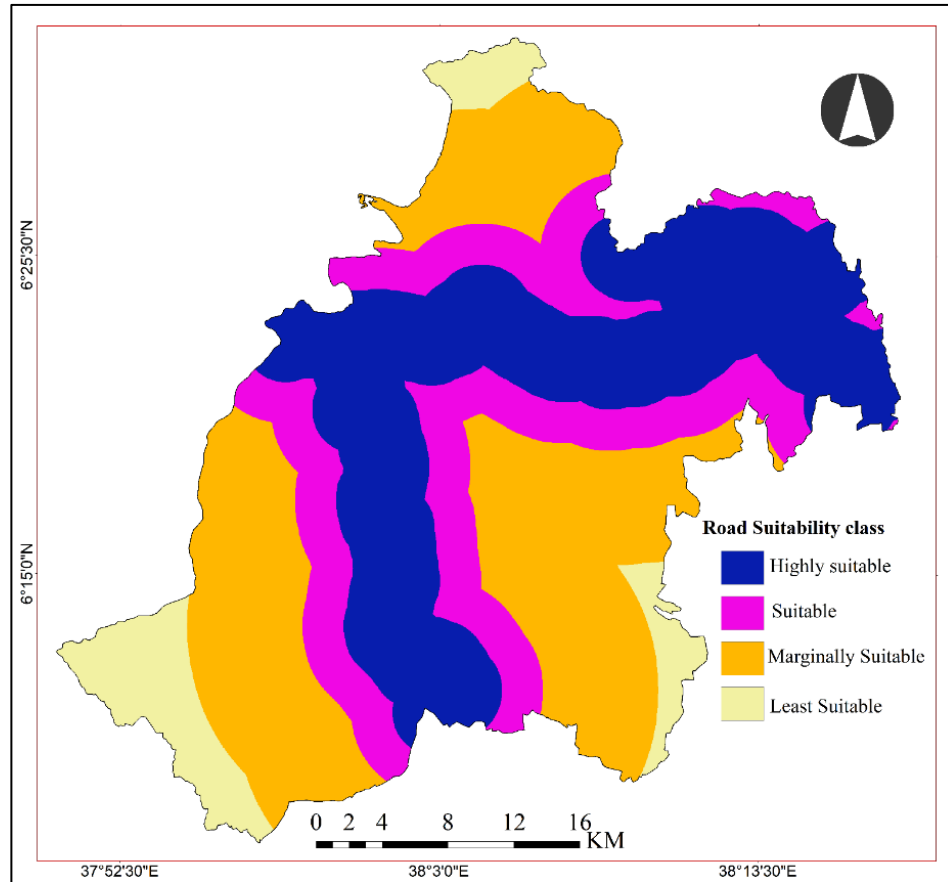 6°25'30"N
6°15'0"N
Road Suitability class
Highly suitable
Suitable
Marginally Suitable
Least Suitable
0 2 4 8 12 16
KM
37°52'30"E 38°3'0"E 38°13'30"E